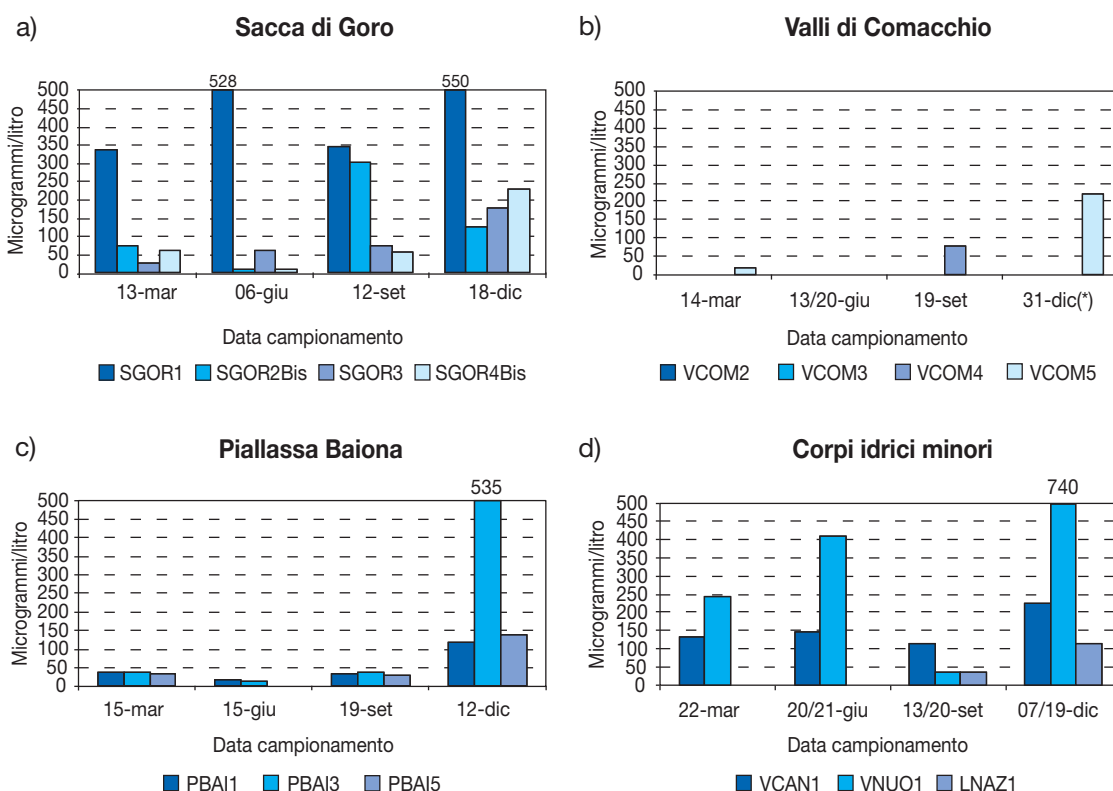 a) Sacca di Goro
528 550
500
450
400
350
300
250
200
150
100
50
0
Microgrammi/litro
13-mar 06-giu 12-set 18-dic
Data campionamento
SGOR1 SGOR2Bis SGOR3 SGOR4Bis
b) Valli di Comacchio
500
450
400
350
300
250
200
150
100
50
0
Microgrammi/litro
14-mar 13/20-giu 19-set 31-dic(*)
Data campionamento
VCOM2 VCOM3 VCOM4 VCOM5
c) Piallassa Baiona
535
500
450
400
350
300
250
200
150
100
50
0
Microgrammi/litro
15-mar 15-giu 19-set 12-dic
Data campionamento
PBAI1 PBAI3 PBAI5
d) Corpi idrici minori
740
500
450
400
350
300
250
200
150
100
50
0
Microgrammi/litro
22-mar 20/21-giu 13/20-set 07/19-dic
Data campionamento
VCAN1 VNUO1 LNAZ1